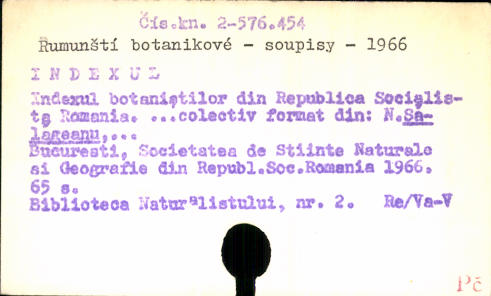 Čís.kn. 2-576.454
Rumunští botanikové - soupisy - 1966
I N D E X U L
Indexul botaniştilor din Republica Socialis-
tă Romania. ...colectiv format din: N.Să-
lageanu,...
Bucuresti, Societatea de Stiinte Naturale
si Geografie din Republ.Soc.Romania 1966.
65 s.
Biblioteca Naturalistului, nr. 2. Re/Va-V
Pč